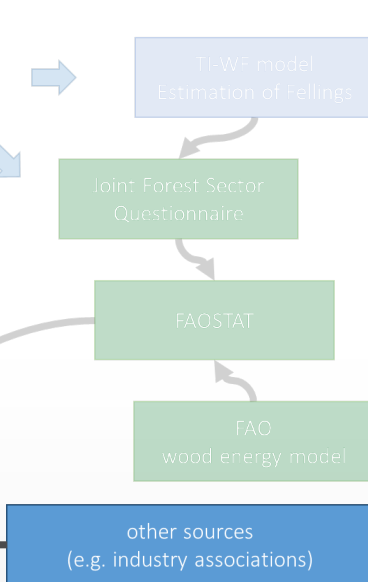 TI-WF model
Estimation of Fellings
Joint Forest Sector
Questionnaire
FAOSTAT
FAO
wood energy model
other sources
(e.g. industry associations)